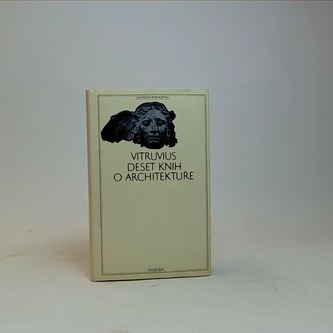 VITRUVIUS
DESET KNIH
O ARCHITEKTUŘE